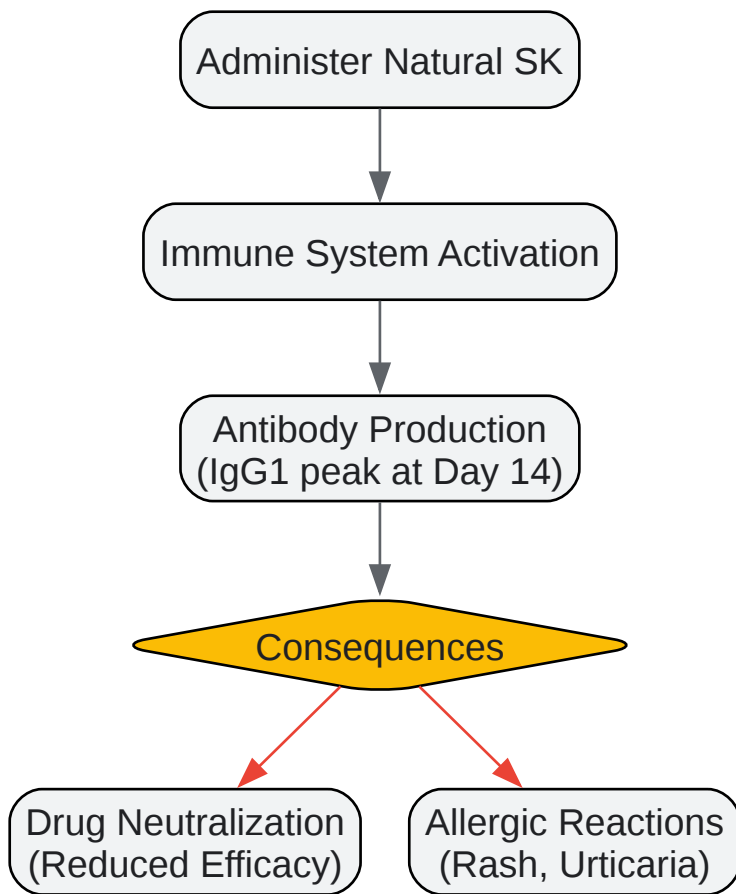 Administer Natural SK
Immune System Activation
Antibody Production
(IgG1 peak at Day 14)
Consequences
Drug Neutralization
(Reduced Efficacy)
Allergic Reactions
(Rash, Urticaria)